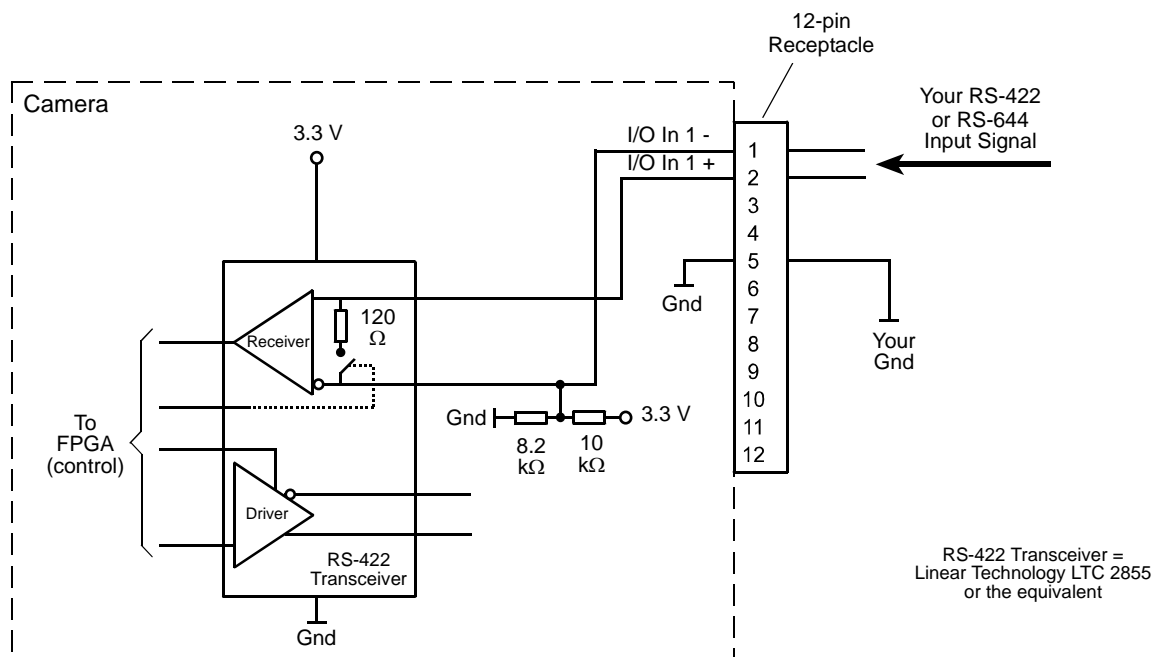 12-pin
Receptacle
Camera
Your RS-422
or RS-644
Input Signal
3.3 V
I/O In 1 -
I/O In 1 +
1
2
3
4
5
6
7
8
9
10
11
12
Gnd
Your
Gnd
Receiver
120
Ω
To
FPGA
(control)
Gnd
3.3 V
8.2
kΩ
10
kΩ
Driver
RS-422
Transceiver
Gnd
RS-422 Transceiver =
Linear Technology LTC 2855
or the equivalent